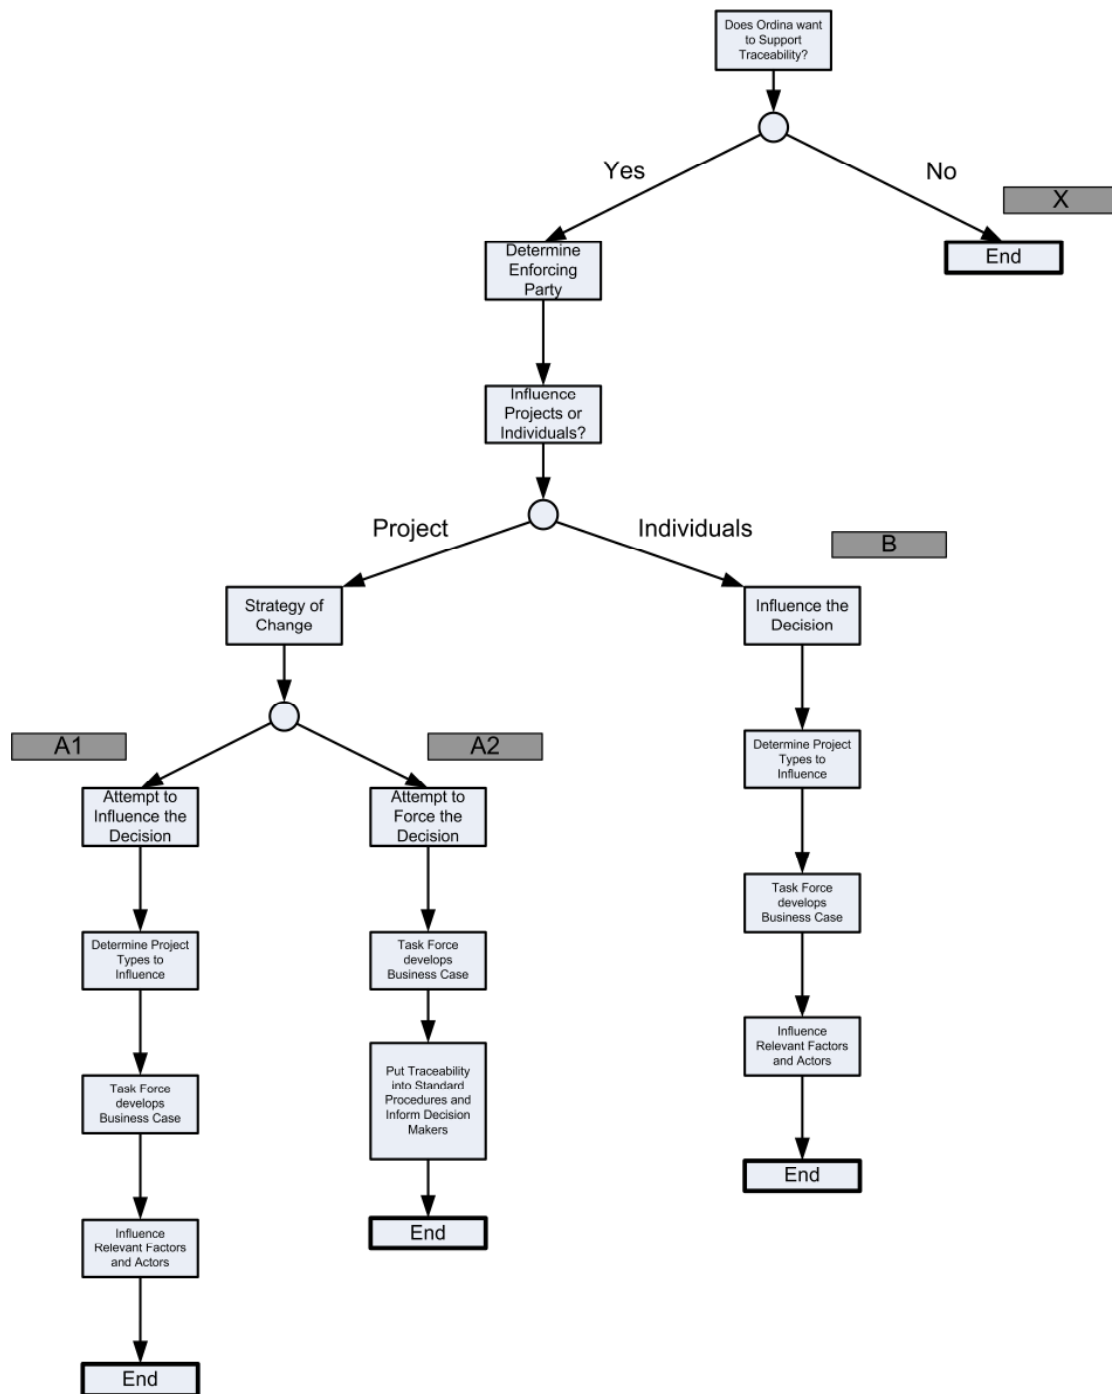 Does Ordina want
to Support
Traceability?
Yes
No
X
End
Determine
Enforcing
Party
Influence
Projects or
Individuals?
Project
Individuals
B
Strategy of
Change
Influence the
Decision
A1
A2
Attempt to
Influence the
Decision
Attempt to
Force the
Decision
Determine Project
Types to
Influence
Task Force
develops
Business Case
Influence
Relevant Factors
and Actors
End
Task Force
develops
Business Case
Put Traceability
into Standard
Procedures and
Inform Decision
Makers
End
Determine Project
Types to
Influence
Task Force
develops
Business Case
Influence
Relevant Factors
and Actors
End